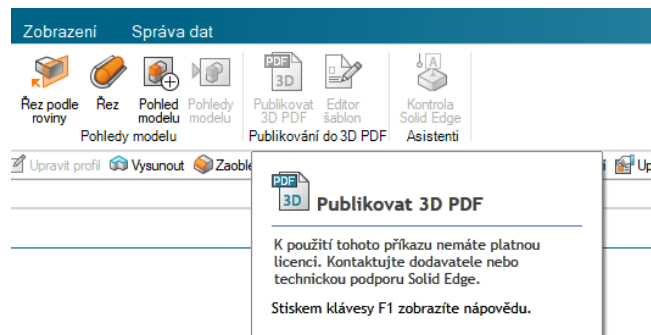 Zobrazení Správa dat
PDF
3D
A
Řez podle Řez Pohled Pohledy Publikovat Editor Kontrola
roviny modelu modelu 3D PDF šablon Solid Edge
Pohledy modelu Publikování do 3D PDF Asistenti
Upravit profil Vysunout Zaoble í Up
PDF
3D
Publikovat 3D PDF
K použití tohoto příkazu nemáte platnou
licenci. Kontaktujte dodavatele nebo
technickou podporu Solid Edge.
Stiskem klávesy F1 zobrazíte nápovědu.